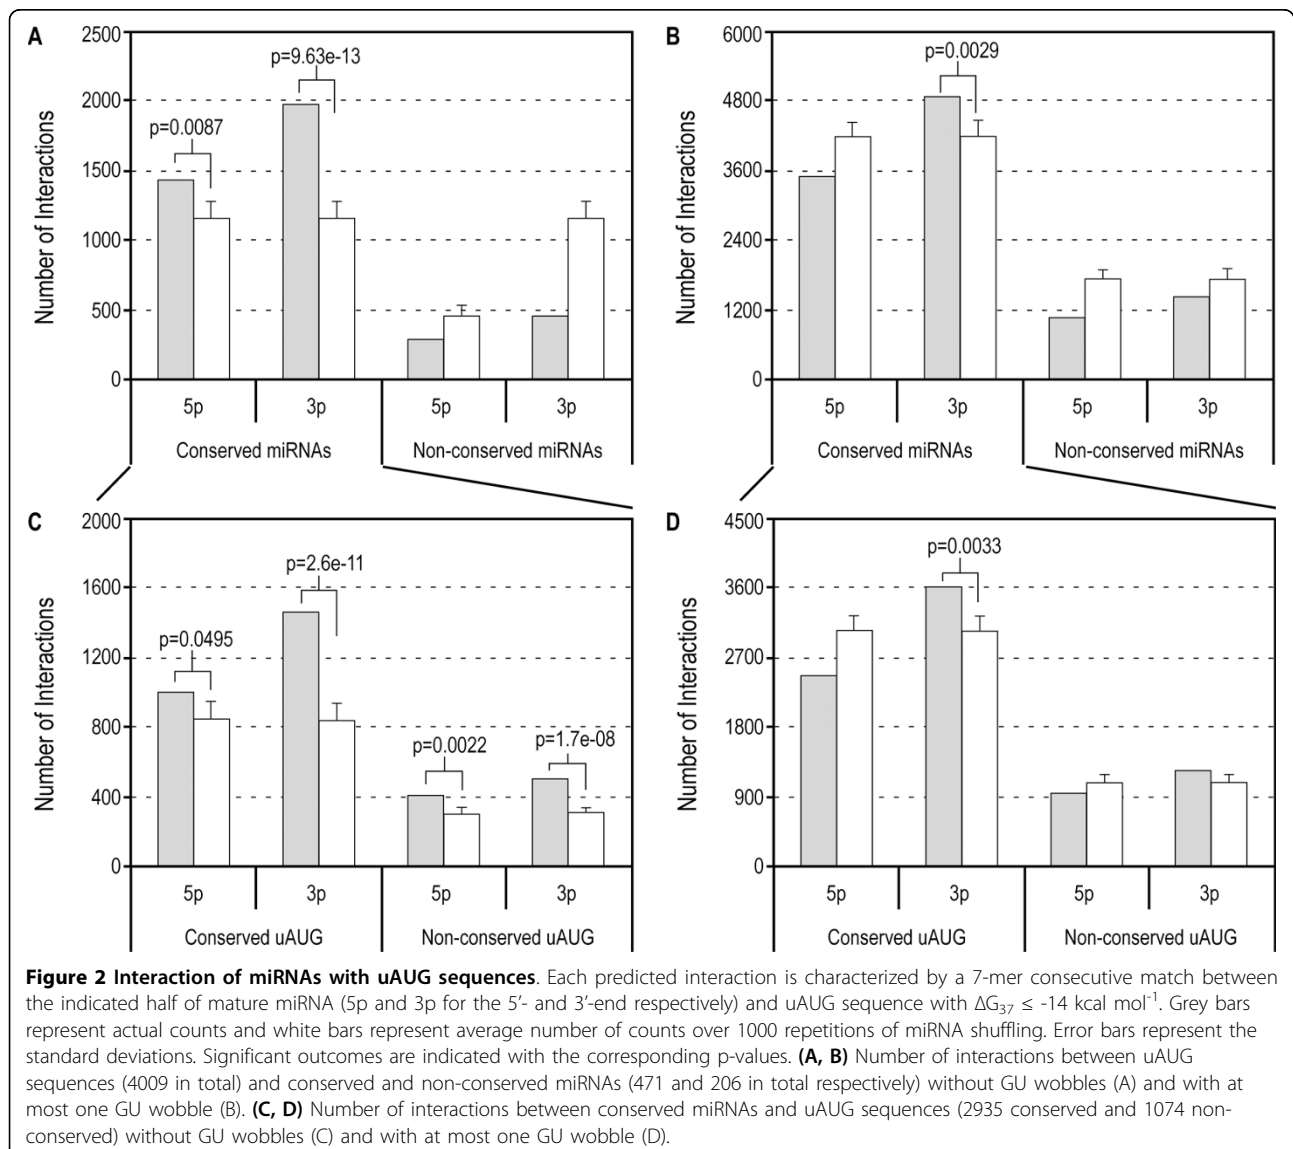 A
Number of Interactions
2500
2000
1500
1000
500
0
p=0.0087
p=9.63e-13
5p
3p
5p
3p
Conserved miRNAs
Non-conserved miRNAs
B
Number of Interactions
6000
4800
3600
2400
1200
0
p=0.0029
5p
3p
5p
3p
Conserved miRNAs
Non-conserved miRNAs
C
Number of Interactions
2000
1600
1200
800
400
0
p=0.0495
p=2.6e-11
p=0.0022
p=1.7e-08
5p
3p
5p
3p
Conserved uAUG
Non-conserved uAUG
D
Number of Interactions
4500
3600
2700
1800
900
0
p=0.0033
5p
3p
5p
3p
Conserved uAUG
Non-conserved uAUG
Figure 2 Interaction of miRNAs with uAUG sequences. Each predicted interaction is characterized by a 7-mer consecutive match between
the indicated half of mature miRNA (5p and 3p for the 5’- and 3’-end respectively) and uAUG sequence with ΔG37 ≤ -14 kcal mol-1. Grey bars
represent actual counts and white bars represent average number of counts over 1000 repetitions of miRNA shuffling. Error bars represent the
standard deviations. Significant outcomes are indicated with the corresponding p-values. (A, B) Number of interactions between uAUG
sequences (4009 in total) and conserved and non-conserved miRNAs (471 and 206 in total respectively) without GU wobbles (A) and with at
most one GU wobble (B). (C, D) Number of interactions between conserved miRNAs and uAUG sequences (2935 conserved and 1074 non-
conserved) without GU wobbles (C) and with at most one GU wobble (D).